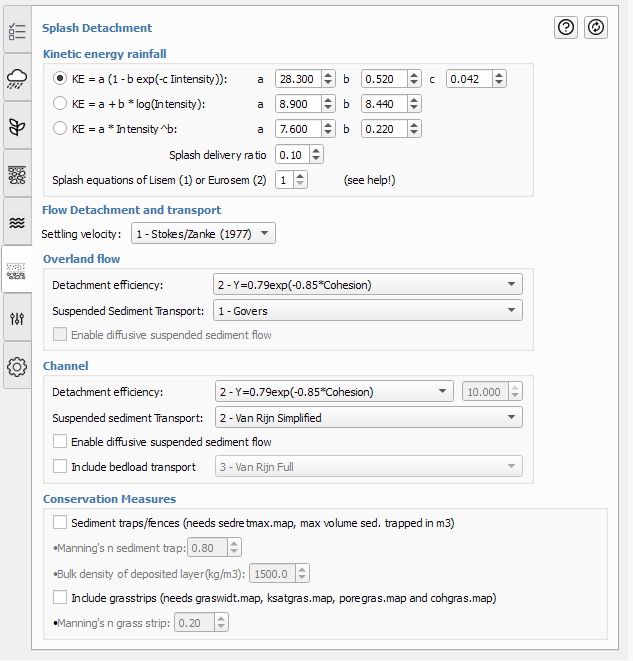 Splash Detachment
Kinetic energy rainfall
KE = a (1 - b exp(-c Iintensity)): a 28.300 b 0.520 c 0.042
KE = a + b * log(Intensity): a 8.900 b 8.440
KE = a * Intensity^b: a 7.600 b 0.220
Splash delivery ratio 0.10
Splash equations of Lisem (1) or Eurosem (2) 1 (see help!)
Flow Detachment and transport
Settling velocity: 1 - Stokes/Zanke (1977)
Overland flow
Detachment efficiency: 2 - Y=0.79exp(-0.85*Cohesion)
Suspended Sediment Transport: 1 - Govers
Enable diffusive suspended sediment flow
Channel
Detachment efficiency: 2 - Y=0.79exp(-0.85*Cohesion) 10.000
Suspended sediment Transport: 2 - Van Rijn Simplified
Enable diffusive suspended sediment flow
Include bedload transport 3 - Van Rijn Full
Conservation Measures
Sediment traps/fences (needs sedretmax.map, max volume sed. trapped in m3)
•Manning's n sediment trap: 0.80
•Bulk density of deposited layer(kg/m3): 1500.0
Include grasstrips (needs graswidt.map, ksatgras.map, poregras.map and cohgras.map)
•Manning's n grass strip: 0.20